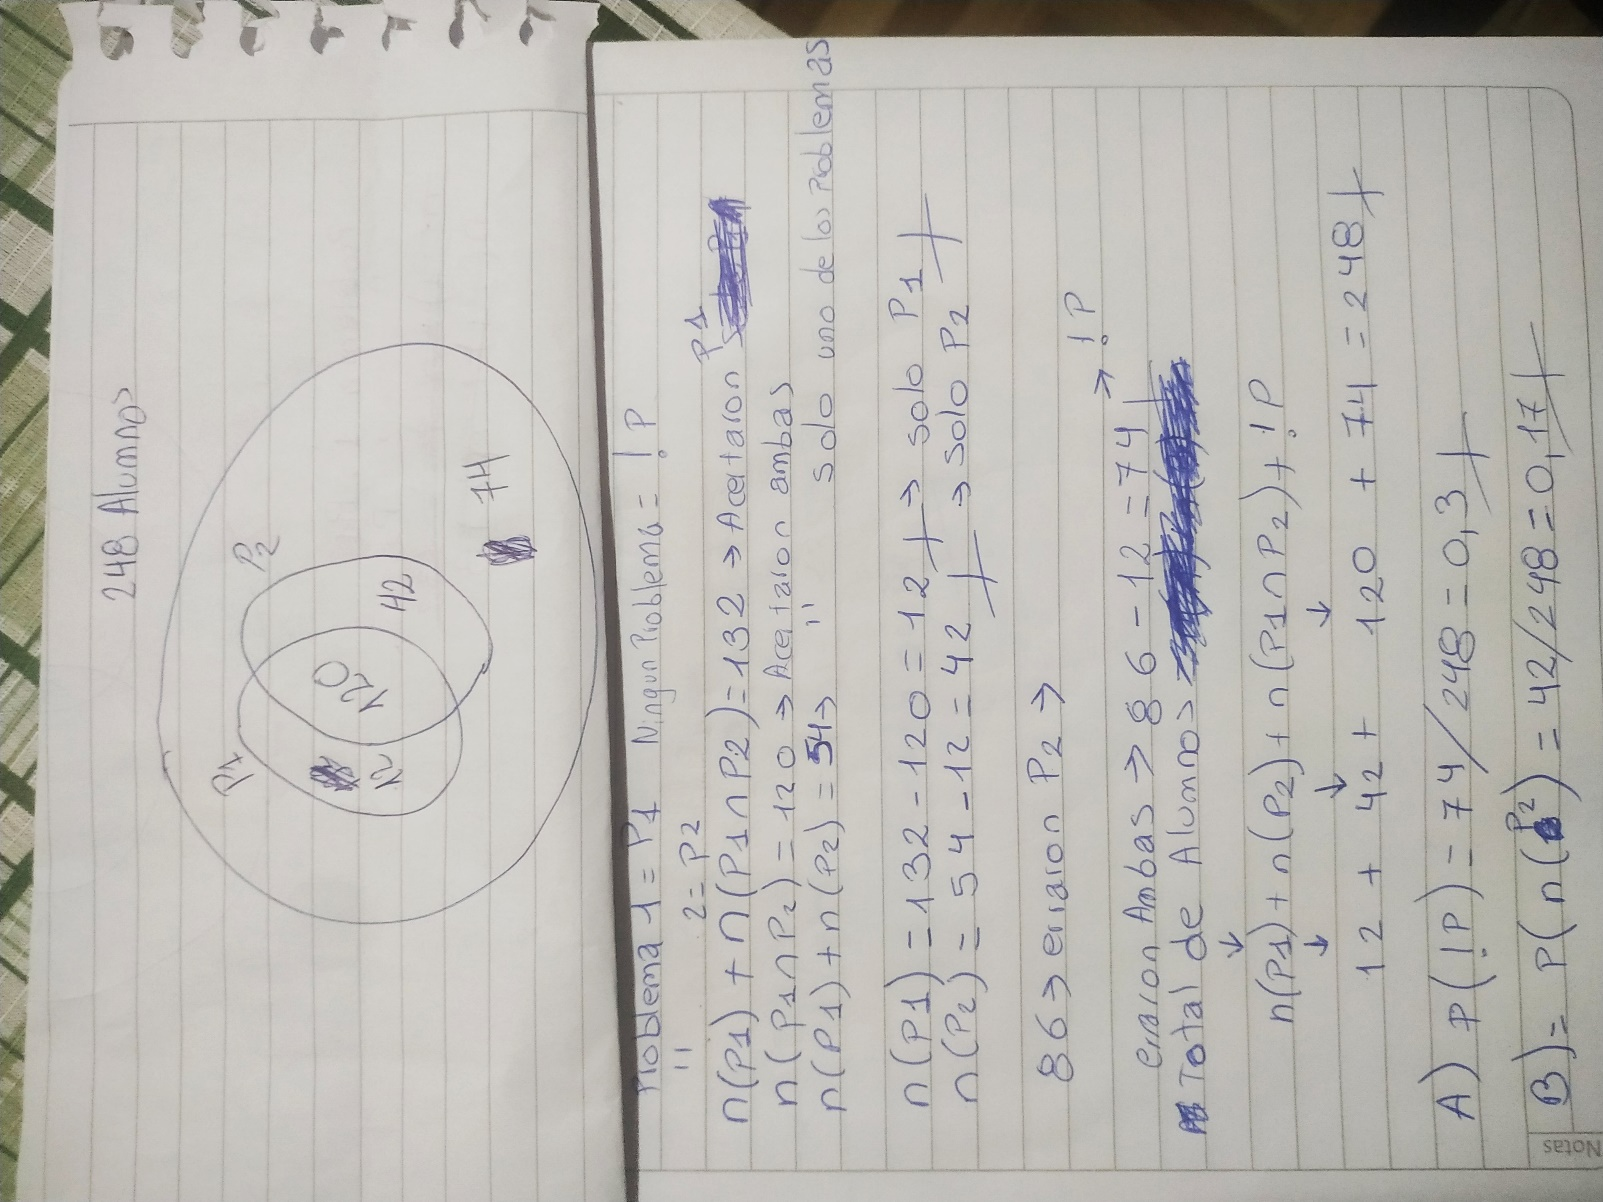 248 Alumnos
P1
P2
12
120
42
74
Problema 1 = P1 Ningun Problema = !P
" 2 = P2
n(P1) + n(P1∩P2) = 132 → Acertaron P1
n(P1∩P2) = 120 → Acertaron ambas
n(P1) + n(P2) = 54 → " solo uno de los Problemas
n(P1) = 132 - 120 = 12 → solo P1
n(P2) = 54 - 12 = 42 → solo P2
86 → erraron P2 →
erraron Ambas → 86 - 12 = 74 → !P
Total de Alumnos
n(P1) + n(P2) + n(P1∩P2) + !P
12 + 42 + 120 + 74 = 248
A) P(!P) = 74/248 = 0,3
B) = P(n(P2) = 42/248 = 0,17
Notas